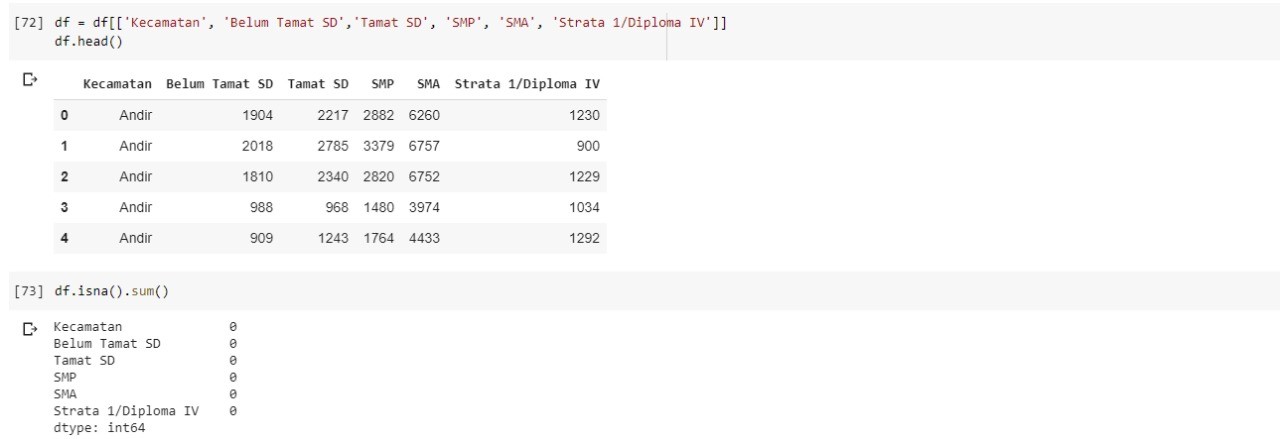 [72] df = df[['Kecamatan', 'Belum Tamat SD','Tamat SD', 'SMP', 'SMA', 'Strata 1/Diploma IV']]
df.head()
Kecamatan Belum Tamat SD Tamat SD SMP SMA Strata 1/Diploma IV
0 Andir 1904 2217 2882 6260 1230
1 Andir 2018 2785 3379 6757 900
2 Andir 1810 2340 2820 6752 1229
3 Andir 988 968 1480 3974 1034
4 Andir 909 1243 1764 4433 1292
[73] df.isna().sum()
Kecamatan 0
Belum Tamat SD 0
Tamat SD 0
SMP 0
SMA 0
Strata 1/Diploma IV 0
dtype: int64